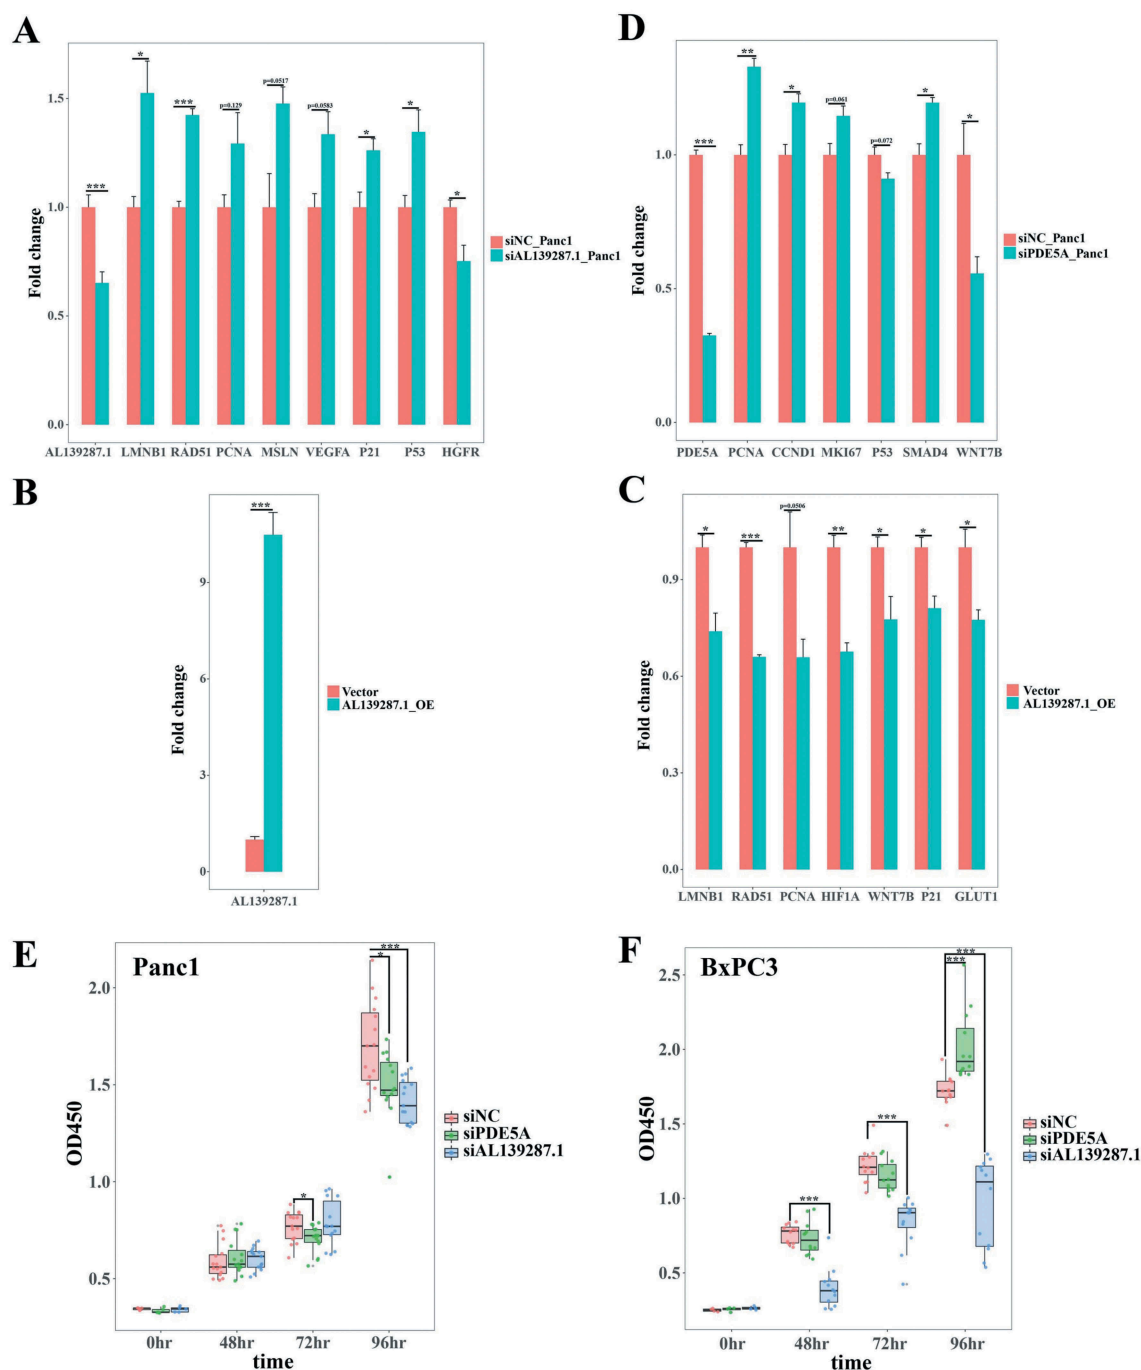 A
Fold change
1.5
1.0
0.5
0.0
***
*
***
p=0.129
p=0.0517
p=0.0583
*
*
*
AL139287.1 LMNB1 RAD51 PCNA MSLN VEGFA P21 P53 HGFR
siNC_Panc1
siAL139287.1_Panc1
D
Fold change
1.0
0.5
0.0
***
**
*
p=0.061
p=0.072
*
*
PDE5A PCNA CCND1 MKI67 P53 SMAD4 WNT7B
siNC_Panc1
siPDE5A_Panc1
B
Fold change
9
6
3
0
***
AL139287.1
Vector
AL139287.1_OE
C
Fold change
0.9
0.6
0.3
0.0
*
***
p=0.0506
**
*
*
*
LMNB1 RAD51 PCNA HIF1A WNT7B P21 GLUT1
Vector
AL139287.1_OE
E
Panc1
OD450
2.0
1.5
1.0
0.5
*
***
*
0hr 48hr 72hr 96hr
time
siNC
siPDE5A
siAL139287.1
F
BxPC3
OD450
2.5
2.0
1.5
1.0
0.5
***
***
***
***
0hr 48hr 72hr 96hr
time
siNC
siPDE5A
siAL139287.1